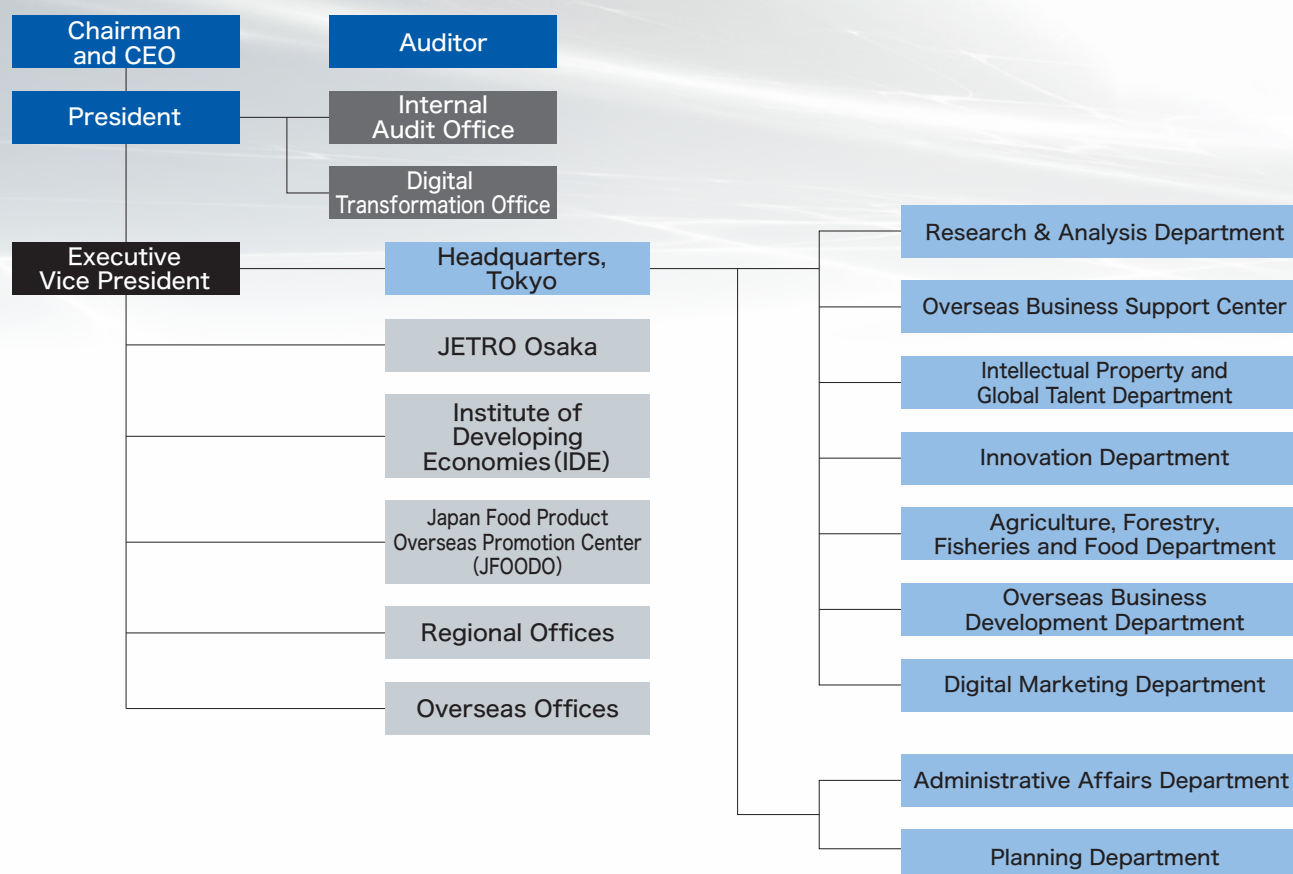 Chairman
and CEO
Auditor
President
Internal
Audit Office
Digital
Transformation Office
Executive
Vice President
Headquarters,
Tokyo
JETRO Osaka
Institute of
Developing
Economies(IDE)
Japan Food Product
Overseas Promotion Center
(JFOODO)
Regional Offices
Overseas Offices
Research & Analysis Department
Overseas Business Support Center
Intellectual Property and
Global Talent Department
Innovation Department
Agriculture, Forestry,
Fisheries and Food Department
Overseas Business
Development Department
Digital Marketing Department
Administrative Affairs Department
Planning Department